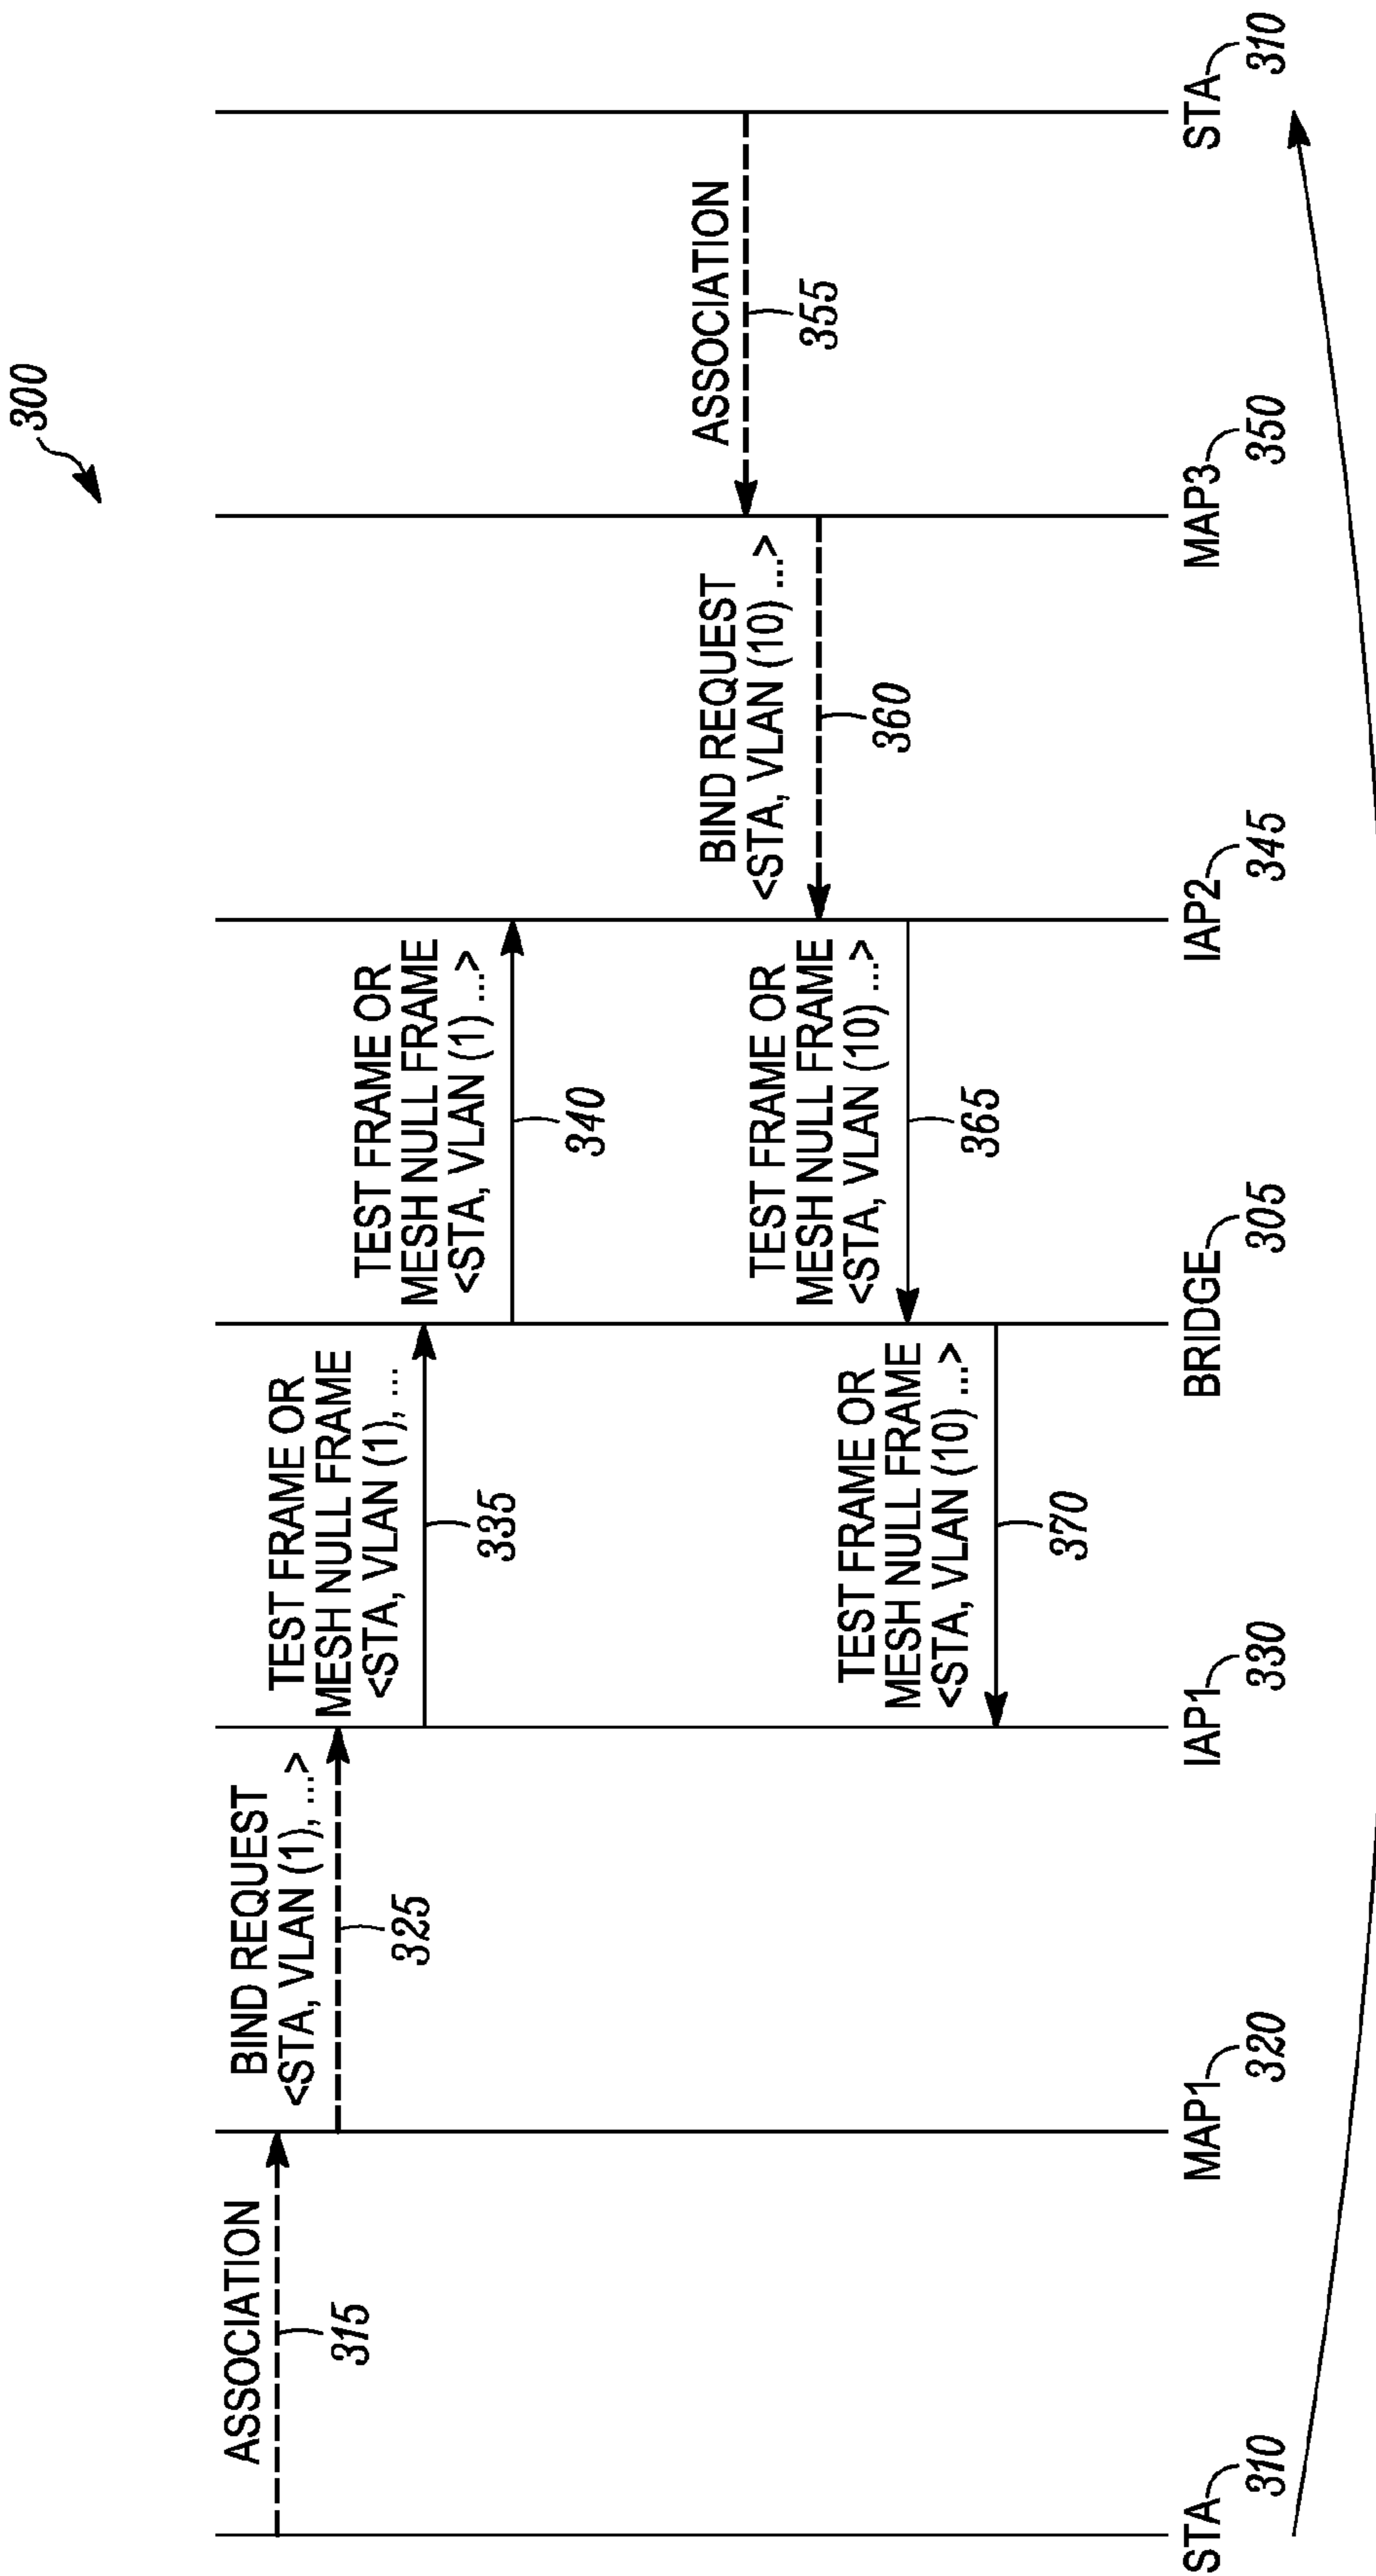 300
ASSOCIATION
315
BIND REQUEST
<STA, VLAN (1), ...>
325
TEST FRAME OR
MESH NULL FRAME
<STA, VLAN (1), ...
335
TEST FRAME OR
MESH NULL FRAME
<STA, VLAN (1) ...>
340
ASSOCIATION
355
BIND REQUEST
<STA, VLAN (10) ...>
360
TEST FRAME OR
MESH NULL FRAME
<STA, VLAN (10) ...>
365
TEST FRAME OR
MESH NULL FRAME
<STA, VLAN (10) ...>
370
STA
310
MAP1
320
IAP1
330
BRIDGE
305
IAP2
345
MAP3
350
STA
310